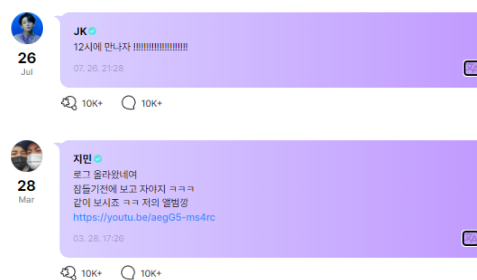 JK
12시에 만나자 !!!!!!!!!!!!!!!!!!!!!
26
Jul
07. 26. 21:28
10K+ 10K+
지민
로그 올라왔네여
28
Mar
잠들기전에 보고 자야지 ㅋㅋㅋ
같이 보시죠 ㅋㅋ 저의 앨범깡
https://youtu.be/aegG5-ms4rc
03. 28. 17:26
10K+ 10K+